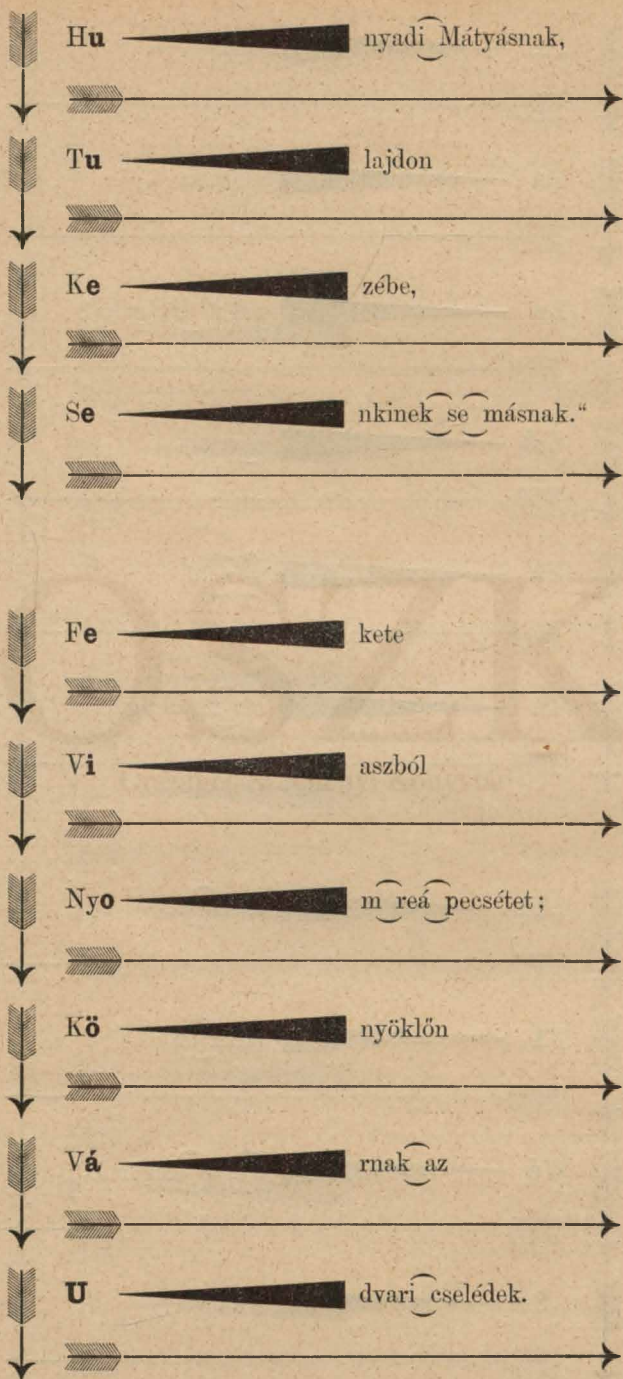 Hu nyadi Mátyásnak,
Tu lajdon
Ke zébe,
Se nkinek se másnak.“
Fe kete
Vi aszból
Nyo m reá pecsétet;
Kö nyöklőn
Vá rnak az
U dvari cselédek.
OSZK